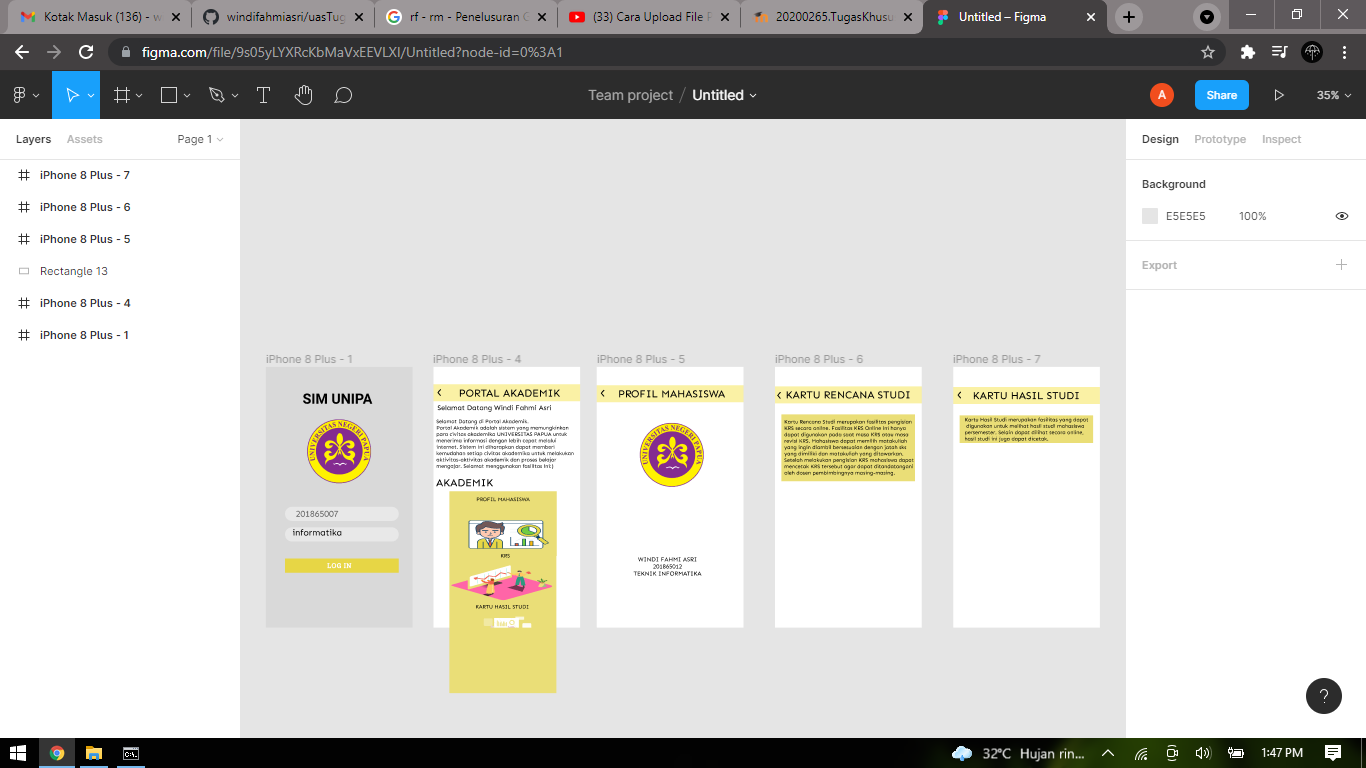 Kotak Masuk (136) - w
windifahmiasri/uasTug
rf - rm - Penelusuran G
(33) Cara Upload File F
20200265.TugasKhusu
Untitled – Figma
figma.com/file/9s05yLYXRcKbMaVxEEVLXI/Untitled?node-id=0%3A1
Team project / Untitled
A
Share
35%
Layers
Assets
Page 1
Design
Prototype
Inspect
iPhone 8 Plus - 7
iPhone 8 Plus - 6
iPhone 8 Plus - 5
Rectangle 13
iPhone 8 Plus - 4
iPhone 8 Plus - 1
Background
E5E5E5
100%
Export
iPhone 8 Plus - 1
SIM UNIPA
UNIVERSITAS NEGERI PAPUA
201865007
informatika
LOG IN
iPhone 8 Plus - 4
PORTAL AKADEMIK
Selamat Datang Windi Fahmi Asri
Selamat Datang di Portal Akademik.
Portal Akademik adalah sistem yang memungkinkan
para civitas akademika UNIVERSITAS PAPUA untuk
menerima informasi dengan lebih cepat melalui
internet. Sistem ini diharapkan dapat memberi
kemudahan setiap civitas akademika untuk melakukan
aktivitas-aktivitas akademik dan proses belajar
mengajar. Selamat menggunakan fasilitas ini:)
AKADEMIK
PROFIL MAHASISWA
KRS
KARTU HASIL STUDI
iPhone 8 Plus - 5
PROFIL MAHASISWA
UNIVERSITAS NEGERI PAPUA
WINDI FAHMI ASRI
201865012
TEKNIK INFORMATIKA
iPhone 8 Plus - 6
KARTU RENCANA STUDI
Kartu Rencana Studi merupakan fasilitas pengisian
KRS secara online. Fasilitas KRS Online ini hanya
dapat digunakan pada saat masa KRS atau masa
revisi KRS. Mahasiswa dapat memilih matakuliah
yang ingin diambil bersesuaian dengan jatah sks
yang dimiliki dan matakuliah yang ditawarkan.
Setelah melakukan pengisian KRS mahasiswa dapat
mencetak KRS tersebut agar dapat ditandatangani
oleh dosen pembimbingnya masing-masing.
iPhone 8 Plus - 7
KARTU HASIL STUDI
Kartu Hasil Studi merupakan fasilitas yang dapat
digunakan untuk melihat hasil studi mahasiswa
persemester. Selain dapat dilihat secara online,
hasil studi ini juga dapat dicetak.
?
32°C Hujan rin...
1:47 PM